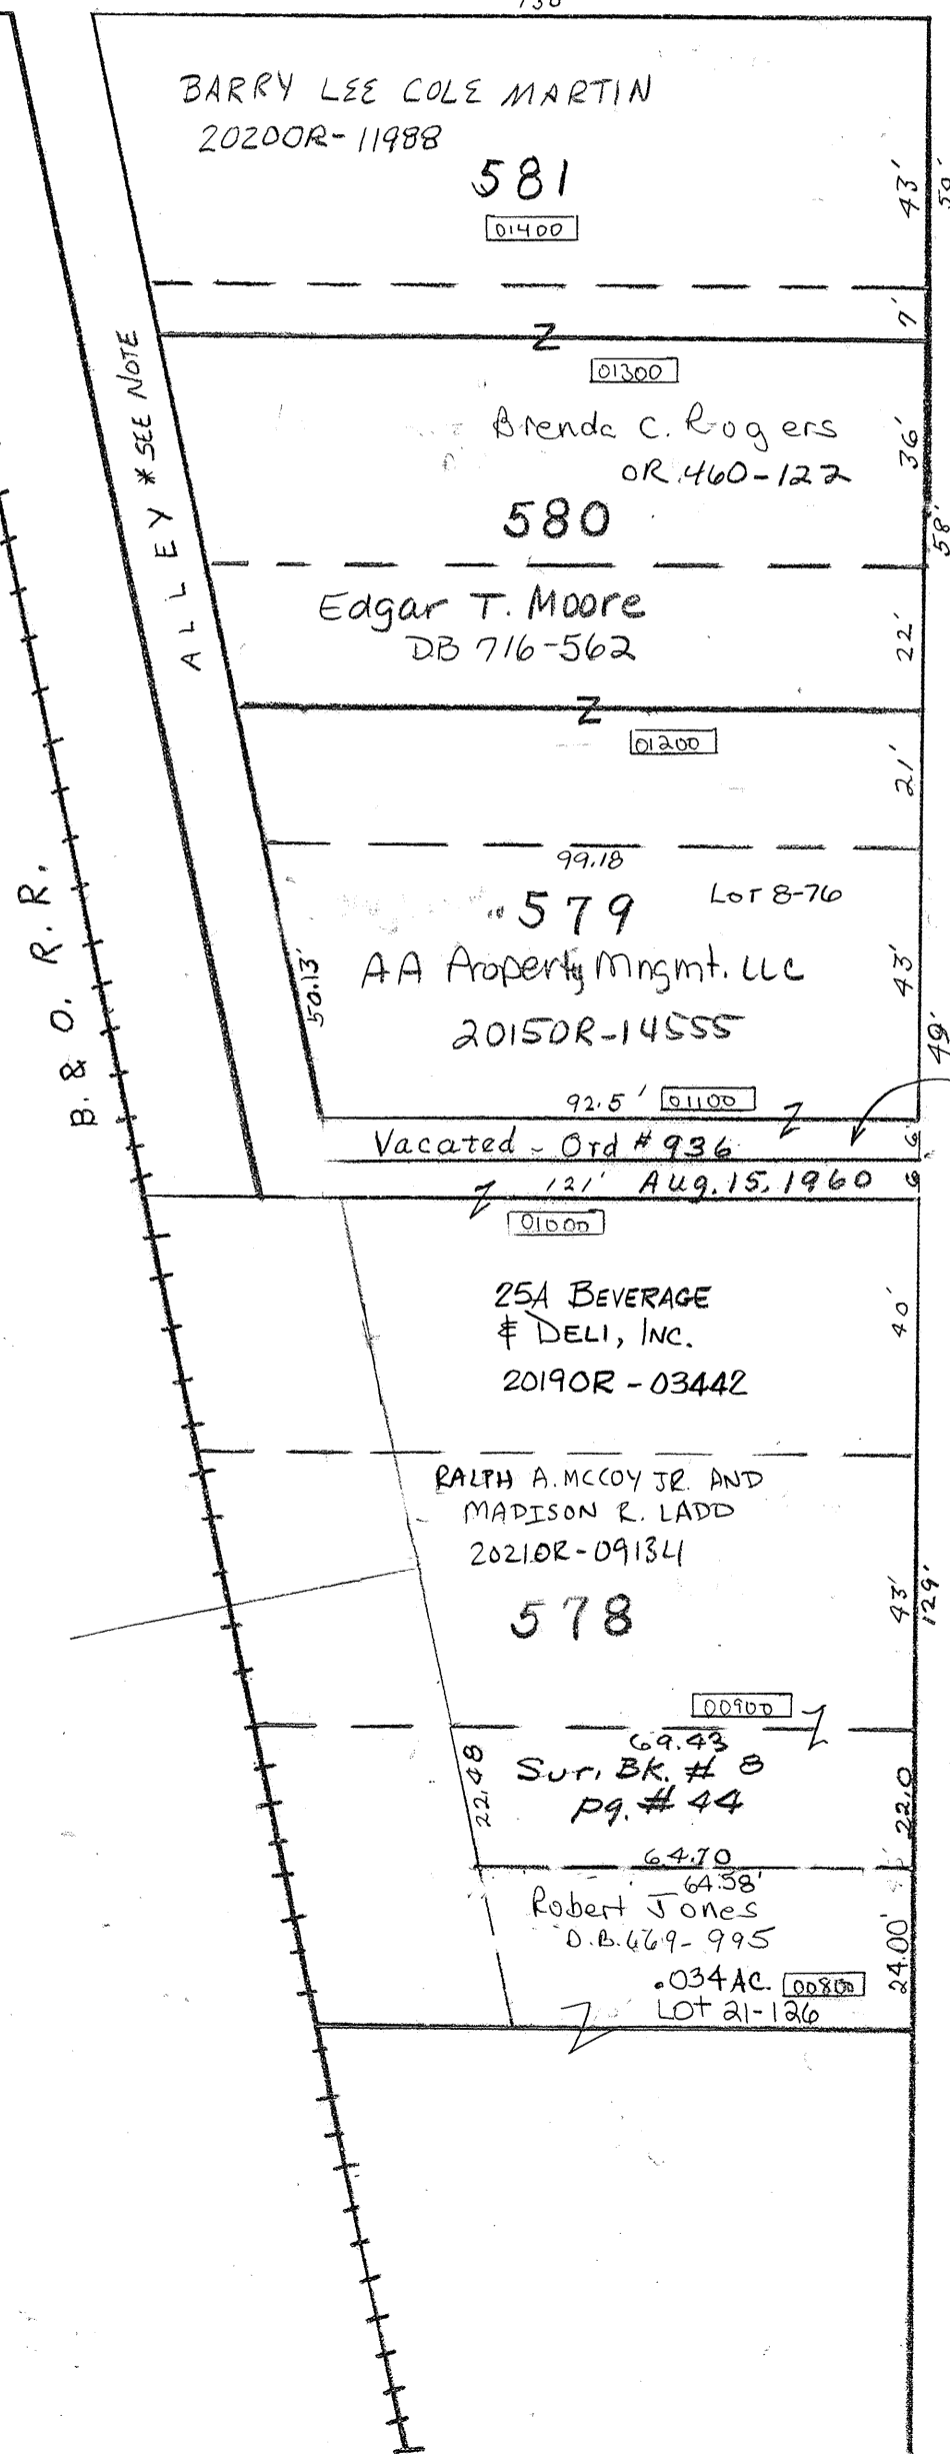 130
BARRY LEE COLE MARTIN
2020OR-11988
581
01400
43'
50'
7'
Z
01300
Brenda C. Rogers
OR 460-122
36'
580
58'
ALLEY *SEE NOTE
Edgar T. Moore
DB 716-562
22'
Z
01200
21'
99.18
579
Lot 8-76
B. & O. R. R.
50.13'
AA Property Mngmt. LLC
43'
2015OR-14555
49'
92.5' 01100
Z
Vacated - Ord # 936
6'
121' Aug. 15, 1960
6'
Z
01000
25A BEVERAGE
& DELI, INC.
40'
2019OR-03442
RALPH A. MCCOY JR. AND
MADISON R. LADD
2021OR-09134
578
43'
129'
00900
Z
69.43
22.48
Sur. BK. # 8
pg. # 44
22.0
64.70
64.58'
Robert Jones
D.B. 669-995
24.00'
.034 AC. 00800
Lot 21-126
Z